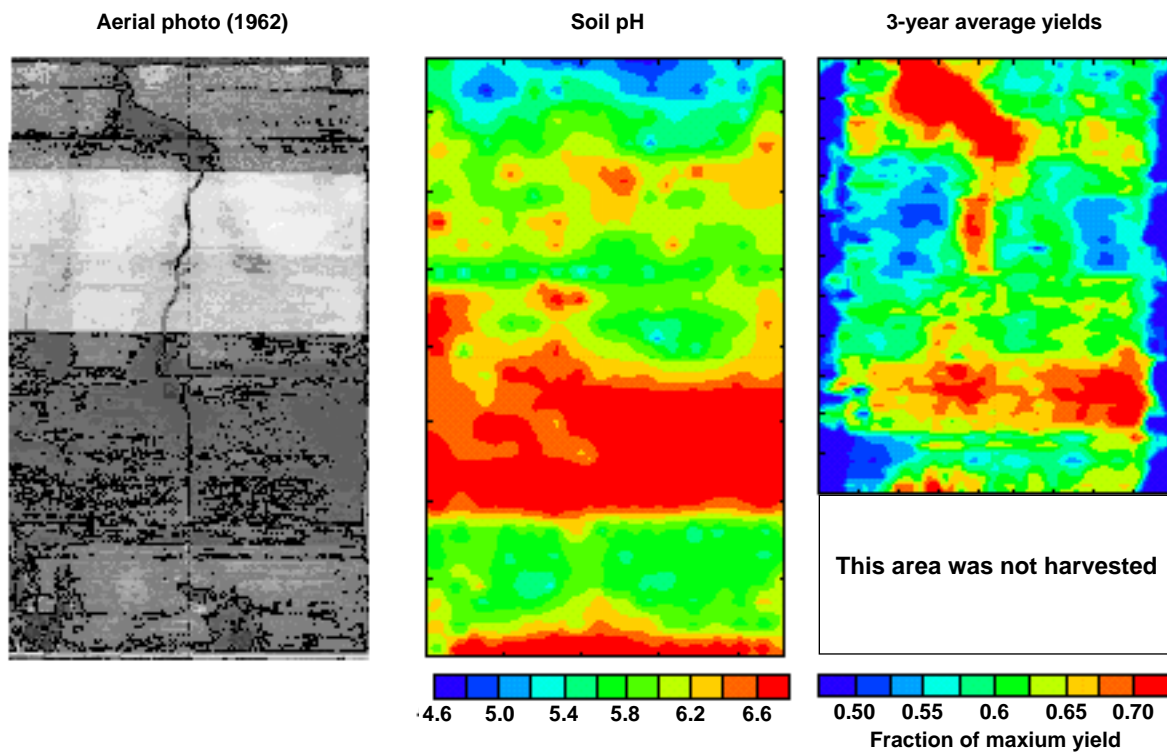 Aerial photo (1962)
Soil pH
3-year average yields
This area was not harvested
4.6 5.0 5.4 5.8 6.2 6.6
0.50 0.55 0.6 0.65 0.70
Fraction of maxium yield